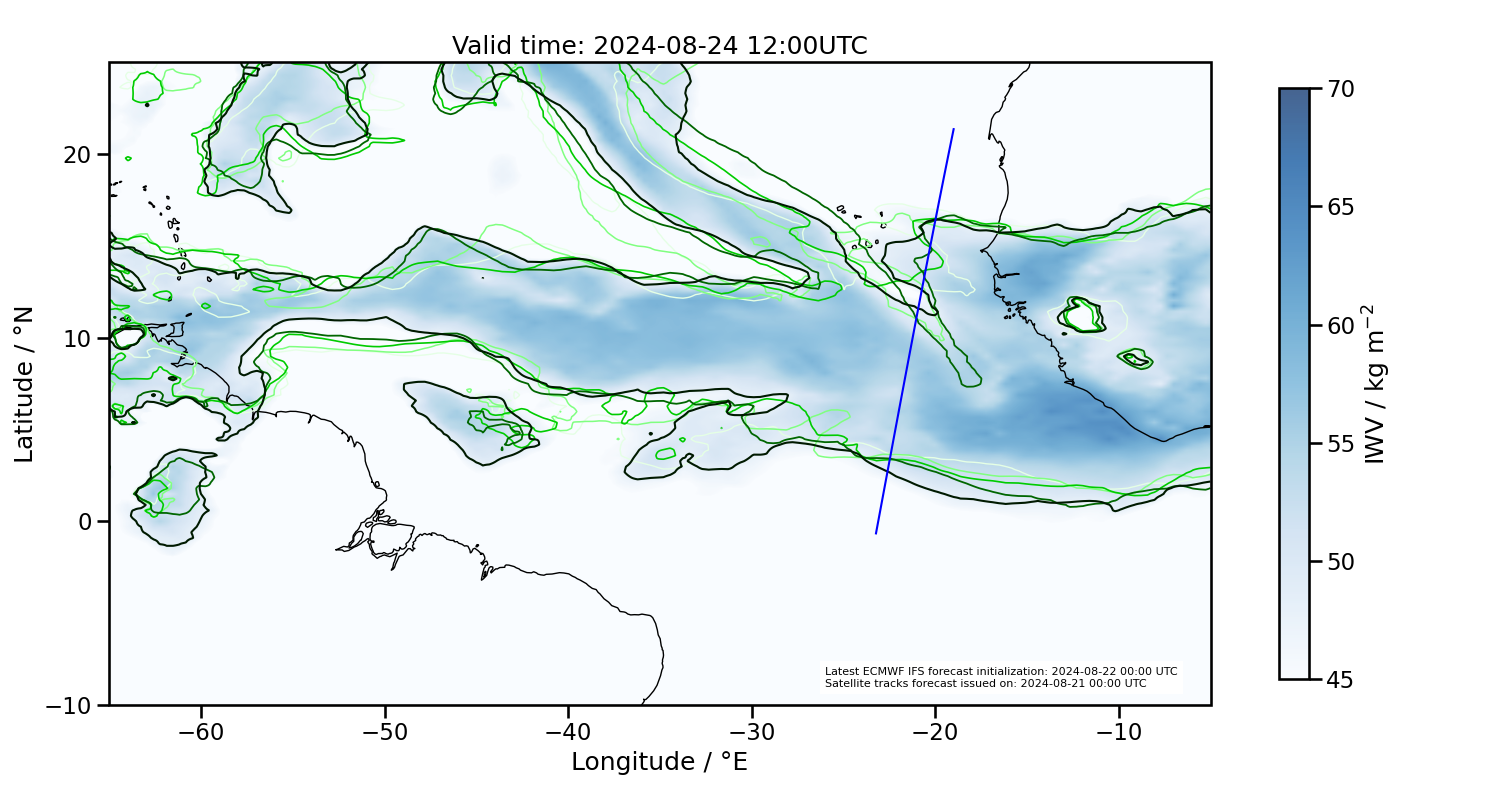 Valid time: 2024-08-24 12:00UTC
20
10
0
−10
−60
−50
−40
−30
−20
−10
Longitude / °E
Latitude / °N
Latest ECMWF IFS forecast initialization: 2024-08-22 00:00 UTC
Satellite tracks forecast issued on: 2024-08-21 00:00 UTC
70
65
60
55
50
45
IWV / kg m⁻²